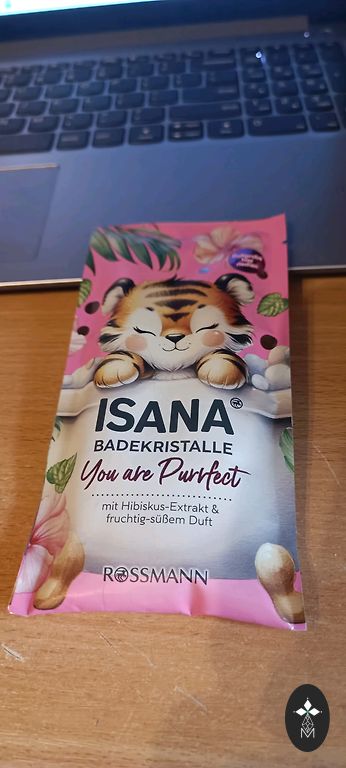 ISANA®
BADEKRISTALLE
You are Purrfect
mit Hibiskus-Extrakt &
fruchtig-süßem Duft
ROSSMANN
M